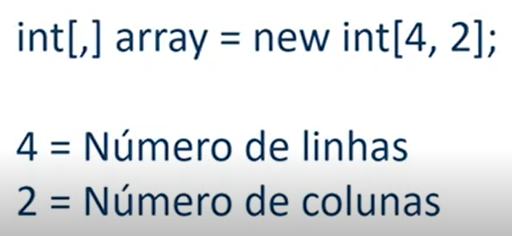 int[,] array = new int[4, 2];
4 = Número de linhas
2 = Número de colunas